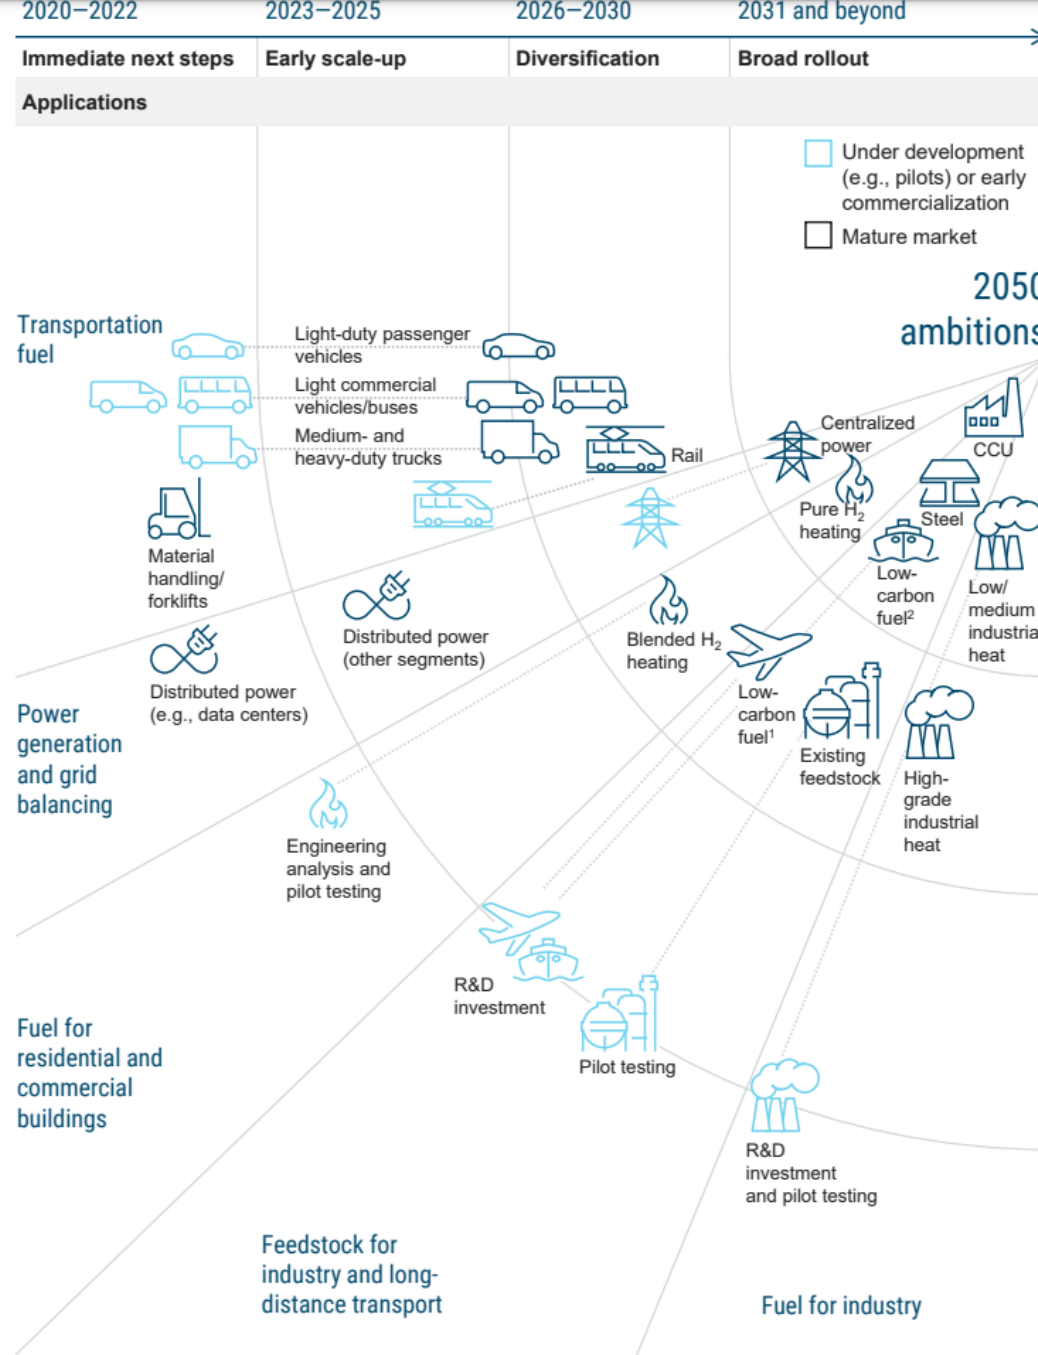 2020–2022
2023–2025
2026–2030
2031 and beyond
Immediate next steps
Early scale-up
Diversification
Broad rollout
Applications
Under development
(e.g., pilots) or early
commercialization
Mature market
2050
ambitions
Transportation
fuel
Light-duty passenger
vehicles
Light commercial
vehicles/buses
Medium- and
heavy-duty trucks
Rail
Material
handling/
forklifts
Centralized
power
Pure H2
heating
CCU
Steel
Low-
carbon
fuel2
Low/
medium
industria
heat
Distributed power
(other segments)
Distributed power
(e.g., data centers)
Blended H2
heating
Low-
carbon
fuel1
Existing
feedstock
High-
grade
industrial
heat
Power
generation
and grid
balancing
Engineering
analysis and
pilot testing
R&D
investment
Pilot testing
R&D
investment
and pilot testing
Fuel for
residential and
commercial
buildings
Feedstock for
industry and long-
distance transport
Fuel for industry